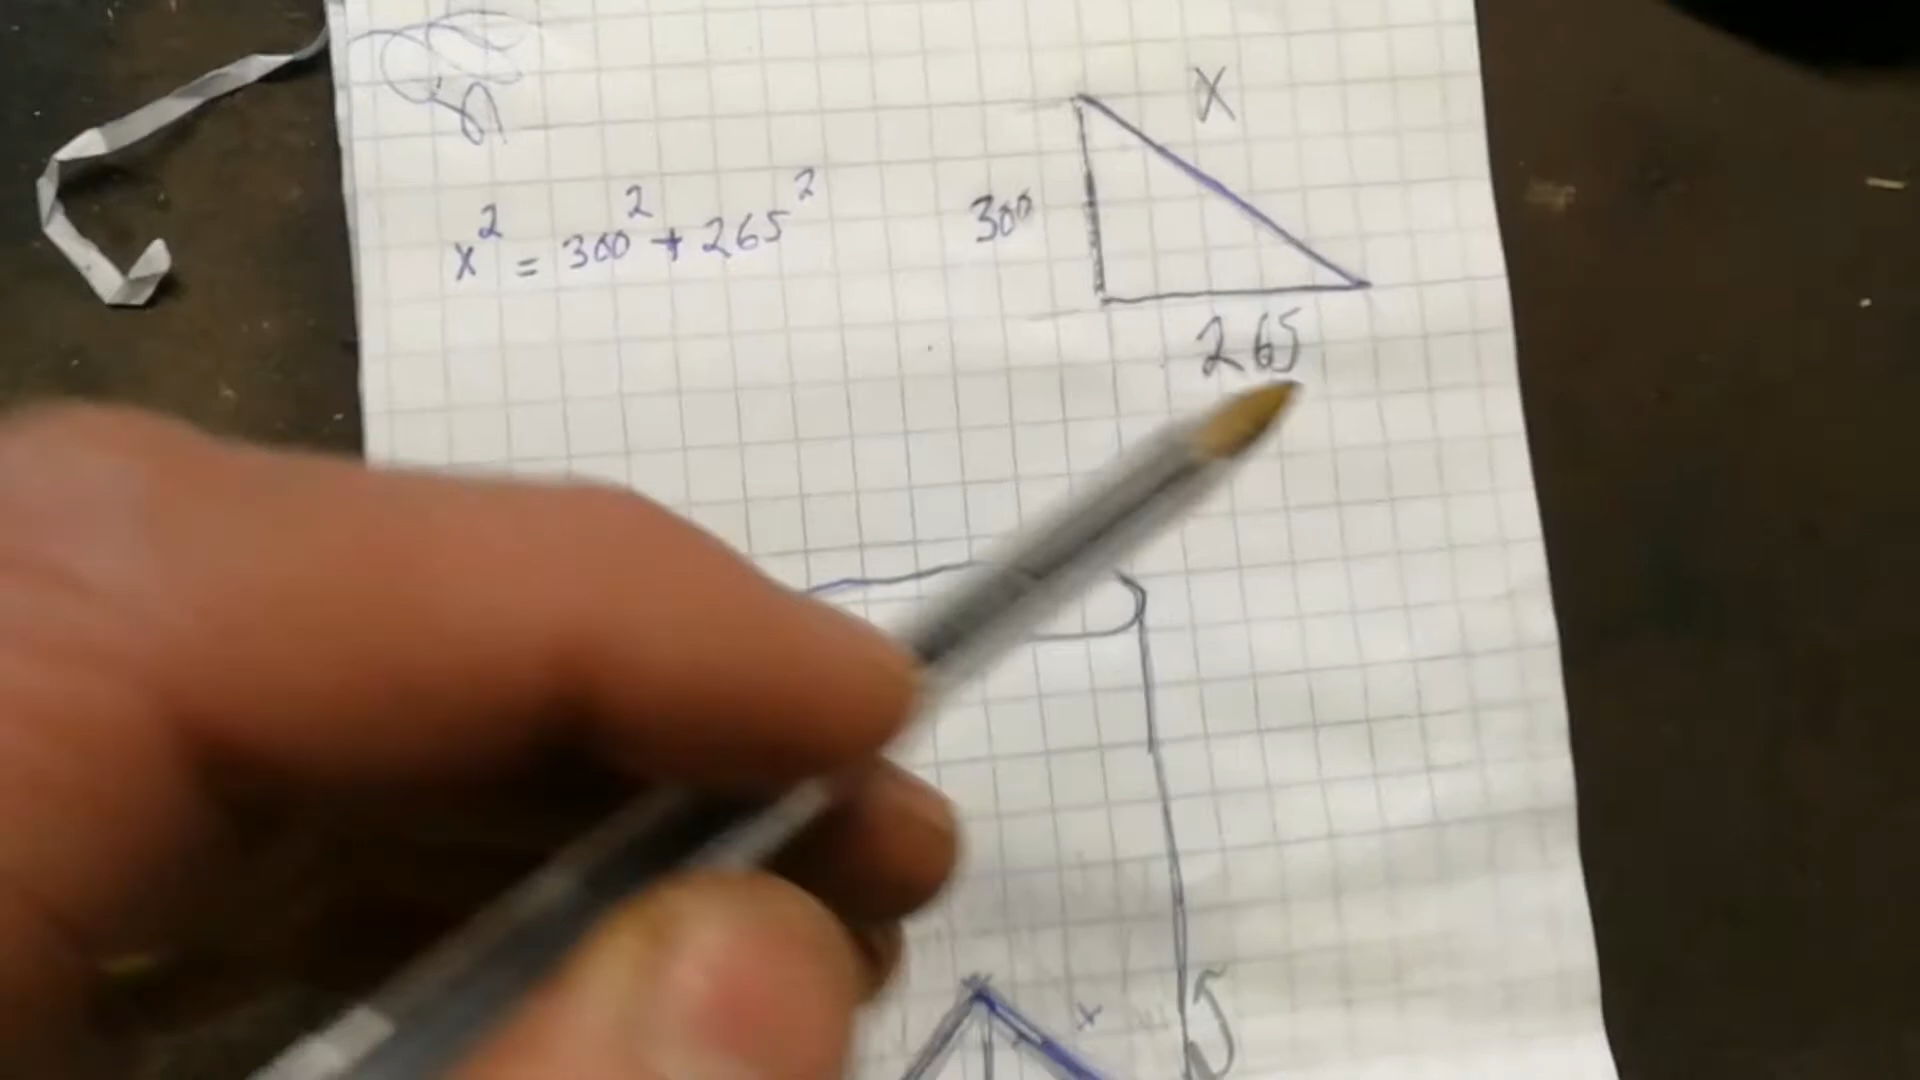 X
x² = 300² + 265²
300
265
x